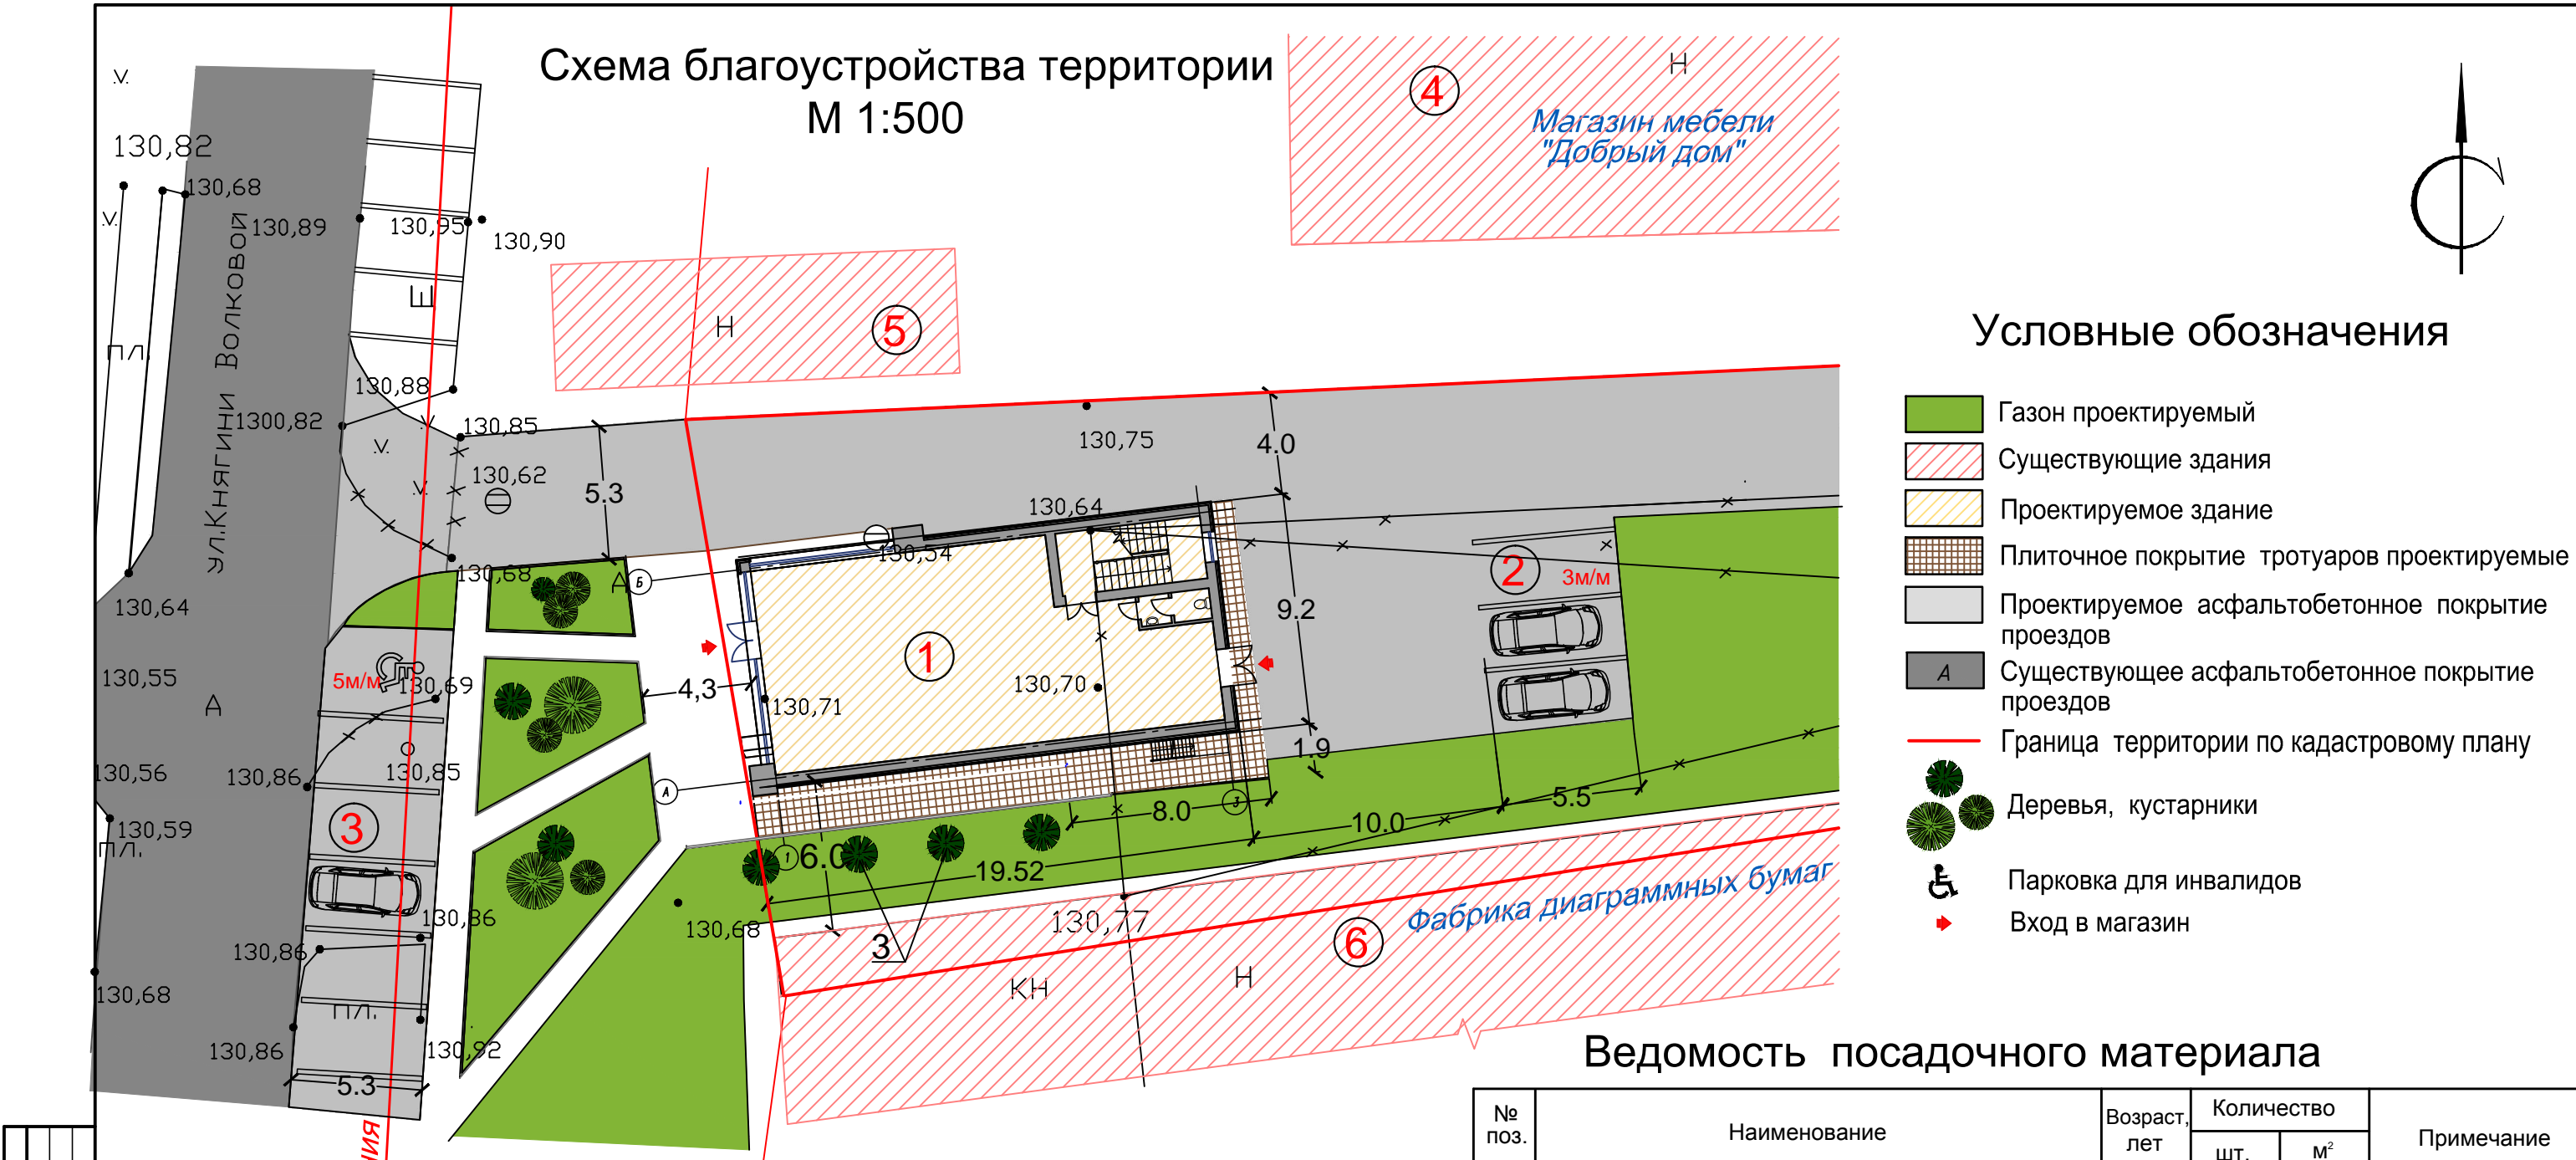 Схема благоустройства территории
М 1:500
4
Н
Магазин мебели
"Добрый дом"
Н
5
130,82
130,68
130,89
130,95
130,90
Ш
ПЛ.
ул.Княгини Волковой
130,88
1300,82
130,85
130,62
5.3
130,75
4.0
130,64
130,54
130,68
А
Б
130,64
130,55
А
5м/м
130,69
4,3
1
130,71
130,70
9.2
2
3м/м
1.9
130,56
130,86
130,85
А
130,59
ПЛ.
3
8.0
3
10.0
5.5
1
6.0
19.52
130,86
130,68
3
130,77
Фабрика диаграммных бумаг
6
130,86
130,68
КН
Н
ПЛ.
130,86
130,92
5.3
Условные обозначения
Газон проектируемый
Существующие здания
Проектируемое здание
Плиточное покрытие тротуаров проектируемые
Проектируемое асфальтобетонное покрытие
проездов
А
Существующее асфальтобетонное покрытие
проездов
Граница территории по кадастровому плану
Деревья, кустарники
Парковка для инвалидов
Вход в магазин
Ведомость посадочного материала
№
поз.
Наименование
Возраст,
лет
Количество
шт.
м²
Примечание